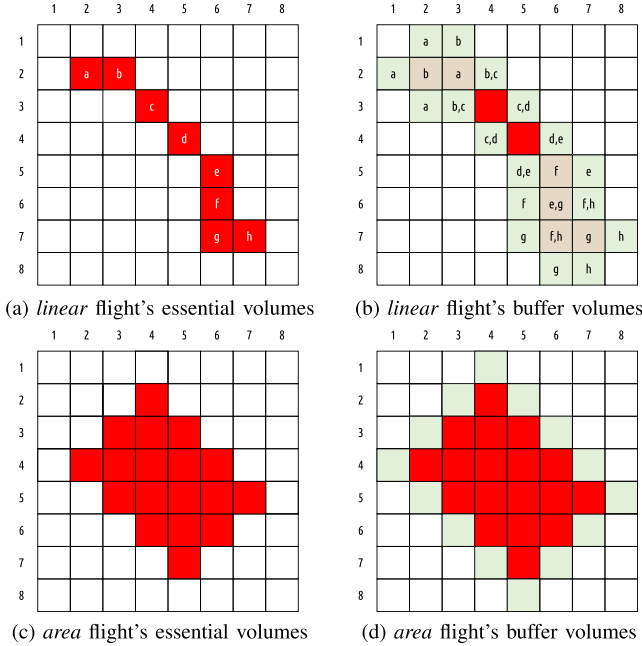 1 2 3 4 5 6 7 8 1 2 3 4 5 6 7 8
1 1 a b
2 a b 2 a b a b,c
3 c 3 a b,c c,d
4 d 4 c,d d,e
5 e 5 d,e f e
6 f 6 f e,g f,h
7 g h 7 g f,h g h
8 8 g h
(a) linear flight's essential volumes (b) linear flight's buffer volumes
1 2 3 4 5 6 7 8 1 2 3 4 5 6 7 8
1 1
2 2
3 3
4 4
5 5
6 6
7 7
8 8
(c) area flight's essential volumes (d) area flight's buffer volumes